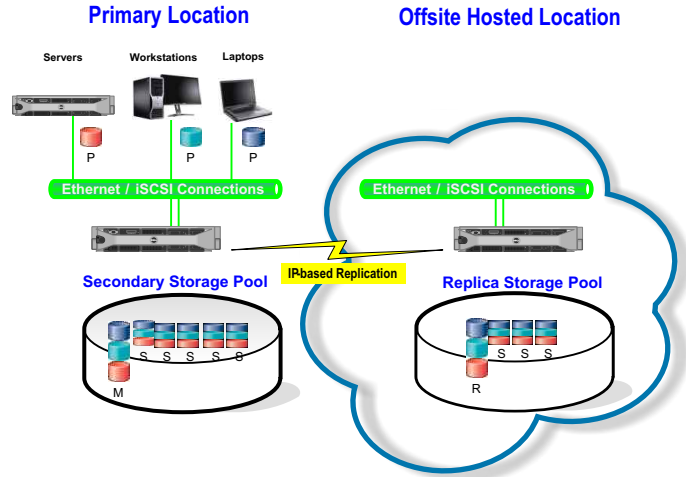 Primary Location
Offsite Hosted Location
Servers
Workstations
Laptops
P
P
P
Ethernet / iSCSI Connections
Ethernet / iSCSI Connections
IP-based Replication
Secondary Storage Pool
Replica Storage Pool
S S S S S
M
S S S
R